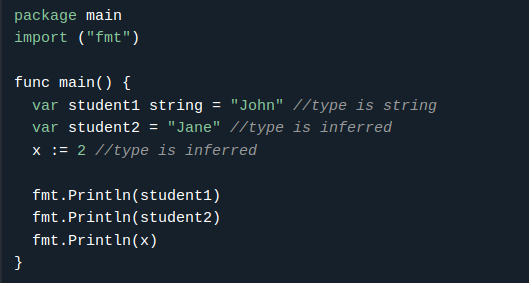 package main
import ("fmt")

func main() {
  var student1 string = "John" //type is string
  var student2 = "Jane" //type is inferred
  x := 2 //type is inferred

  fmt.Println(student1)
  fmt.Println(student2)
  fmt.Println(x)
}